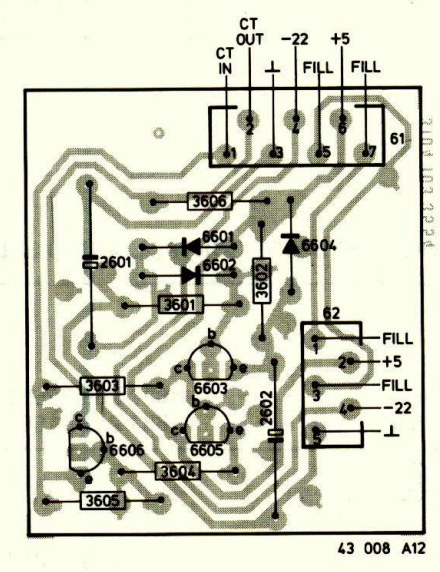 CT
OUT -22 +5
CT
IN ⊥ FILL FILL
2 4 6
1 3 5 7 61
3606
6601
2601 6602 3602 6604
3601
62
b 1 FILL
2 +5
c e
3603 6603 2602 FILL
3
b 4 -22
c c e
b 6605 5 ⊥
6606
3604
e
3605
43 008 A12